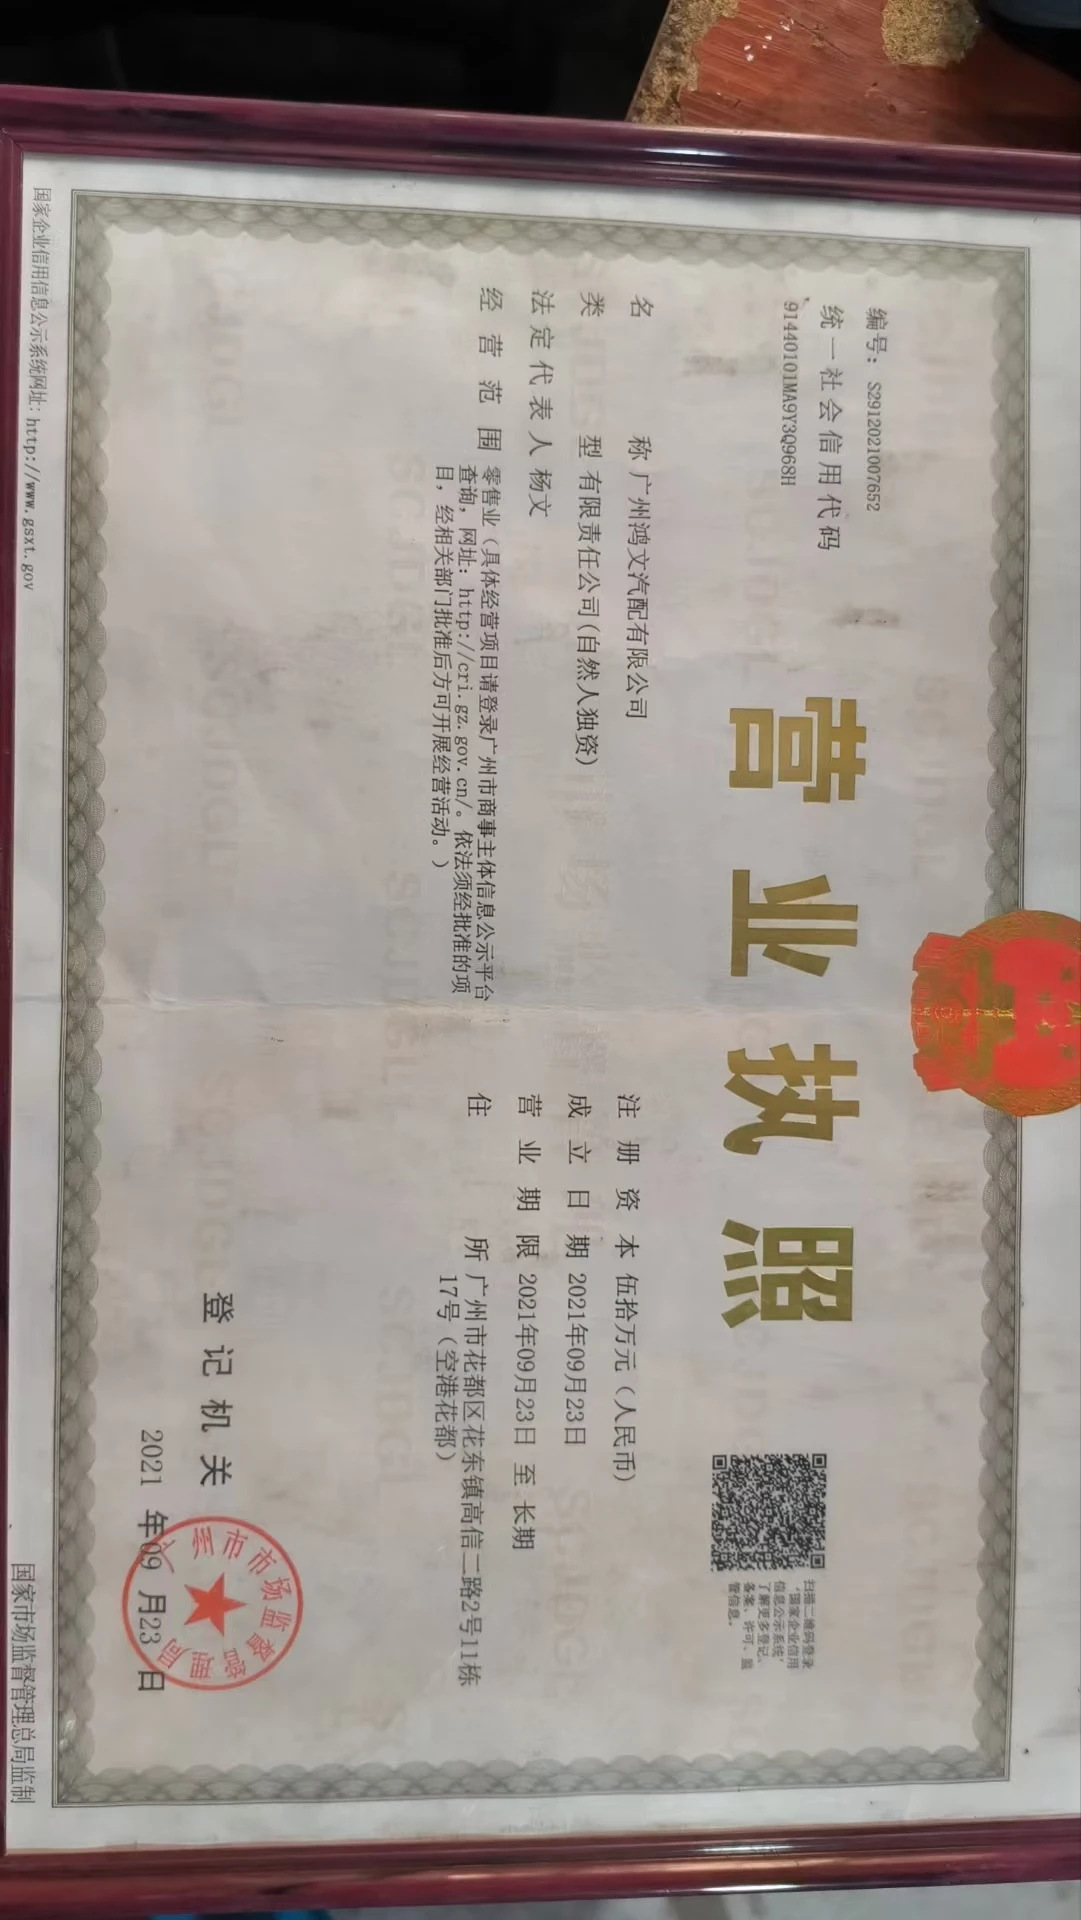 编号：S2912021007652
统一社会信用代码
91440101MA9Y3Q968H
营业执照
扫描二维码登录
‘国家企业信用
信息公示系统’
了解更多登记、
备案、许可、监
管信息。
名称 广州鸿文汽配有限公司
类型 有限责任公司(自然人独资)
法定代表人 杨文
经营范围 零售业（具体经营项目请登录广州市商事主体信息公示平台
查询，网址：http://cri.gz.gov.cn/。依法须经批准的项
目，经相关部门批准后方可开展经营活动。）
注册资本 伍拾万元（人民币）
成立日期 2021年09月23日
营业期限 2021年09月23日 至 长期
住所 广州市花都区花东镇高信二路2号11栋
17号（空港花都）
登记机关
广州市市场监督管理局
2021 年09 月23 日
国家企业信用信息公示系统网址：http://www.gsxt.gov
国家市场监督管理总局监制